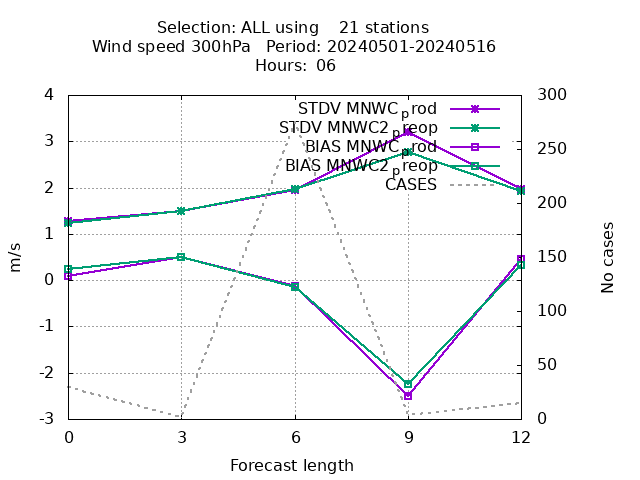 Selection: ALL using    21 stations
Wind speed 300hPa   Period: 20240501-20240516
Hours: 06
4
3
2
1
0
-1
-2
-3
m/s
STDV MNWC_prod
STDV MNWC2_preop
BIAS MNWC_prod
BIAS MNWC2_preop
CASES
300
250
200
150
100
50
0
No cases
0 3 6 9 12
Forecast length